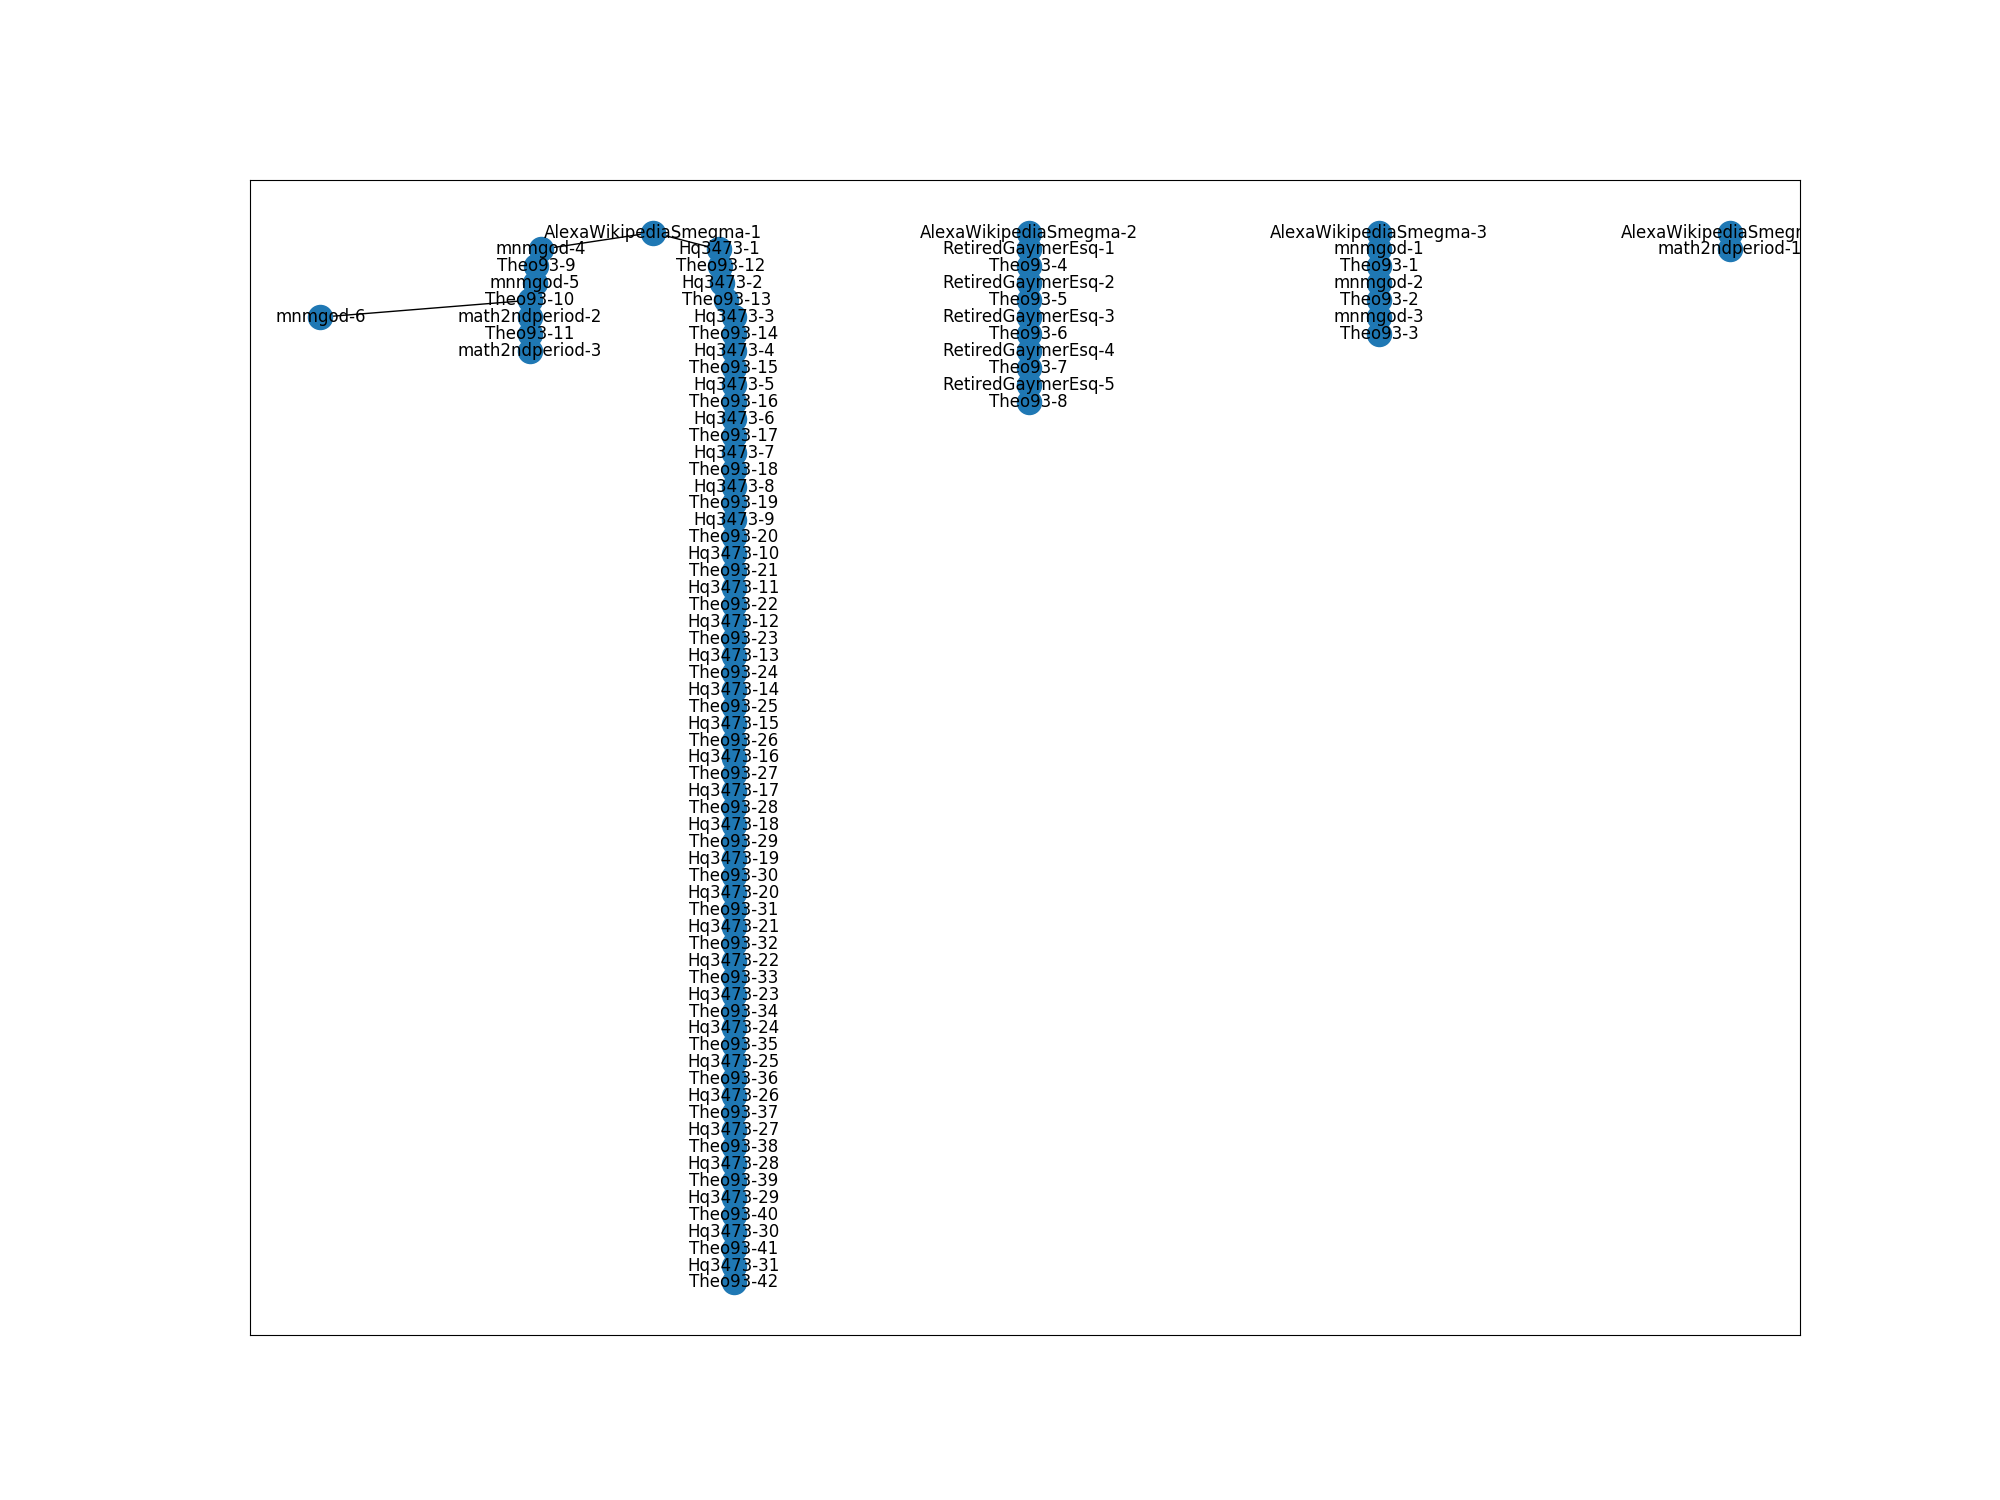 AlexaWikipediaSmegma-1 AlexaWikipediaSmegma-2 AlexaWikipediaSmegma-3 AlexaWikipediaSmegr
mnmgod-4 Hq3473-1 RetiredGaymerEsq-1 mnmgod-1 math2ndperiod-1
Theo93-9 Theo93-12 Theo93-4 Theo93-1
mnmgod-5 Hq3473-2 RetiredGaymerEsq-2 mnmgod-2
Theo93-10 Theo93-13 Theo93-5 Theo93-2
mnmgod-6 math2ndperiod-2 Hq3473-3 RetiredGaymerEsq-3 mnmgod-3
Theo93-11 Theo93-14 Theo93-6 Theo93-3
math2ndperiod-3 Hq3473-4 RetiredGaymerEsq-4
Theo93-15 Theo93-7
Hq3473-5 RetiredGaymerEsq-5
Theo93-16 Theo93-8
Hq3473-6
Theo93-17
Hq3473-7
Theo93-18
Hq3473-8
Theo93-19
Hq3473-9
Theo93-20
Hq3473-10
Theo93-21
Hq3473-11
Theo93-22
Hq3473-12
Theo93-23
Hq3473-13
Theo93-24
Hq3473-14
Theo93-25
Hq3473-15
Theo93-26
Hq3473-16
Theo93-27
Hq3473-17
Theo93-28
Hq3473-18
Theo93-29
Hq3473-19
Theo93-30
Hq3473-20
Theo93-31
Hq3473-21
Theo93-32
Hq3473-22
Theo93-33
Hq3473-23
Theo93-34
Hq3473-24
Theo93-35
Hq3473-25
Theo93-36
Hq3473-26
Theo93-37
Hq3473-27
Theo93-38
Hq3473-28
Theo93-39
Hq3473-29
Theo93-40
Hq3473-30
Theo93-41
Hq3473-31
Theo93-42